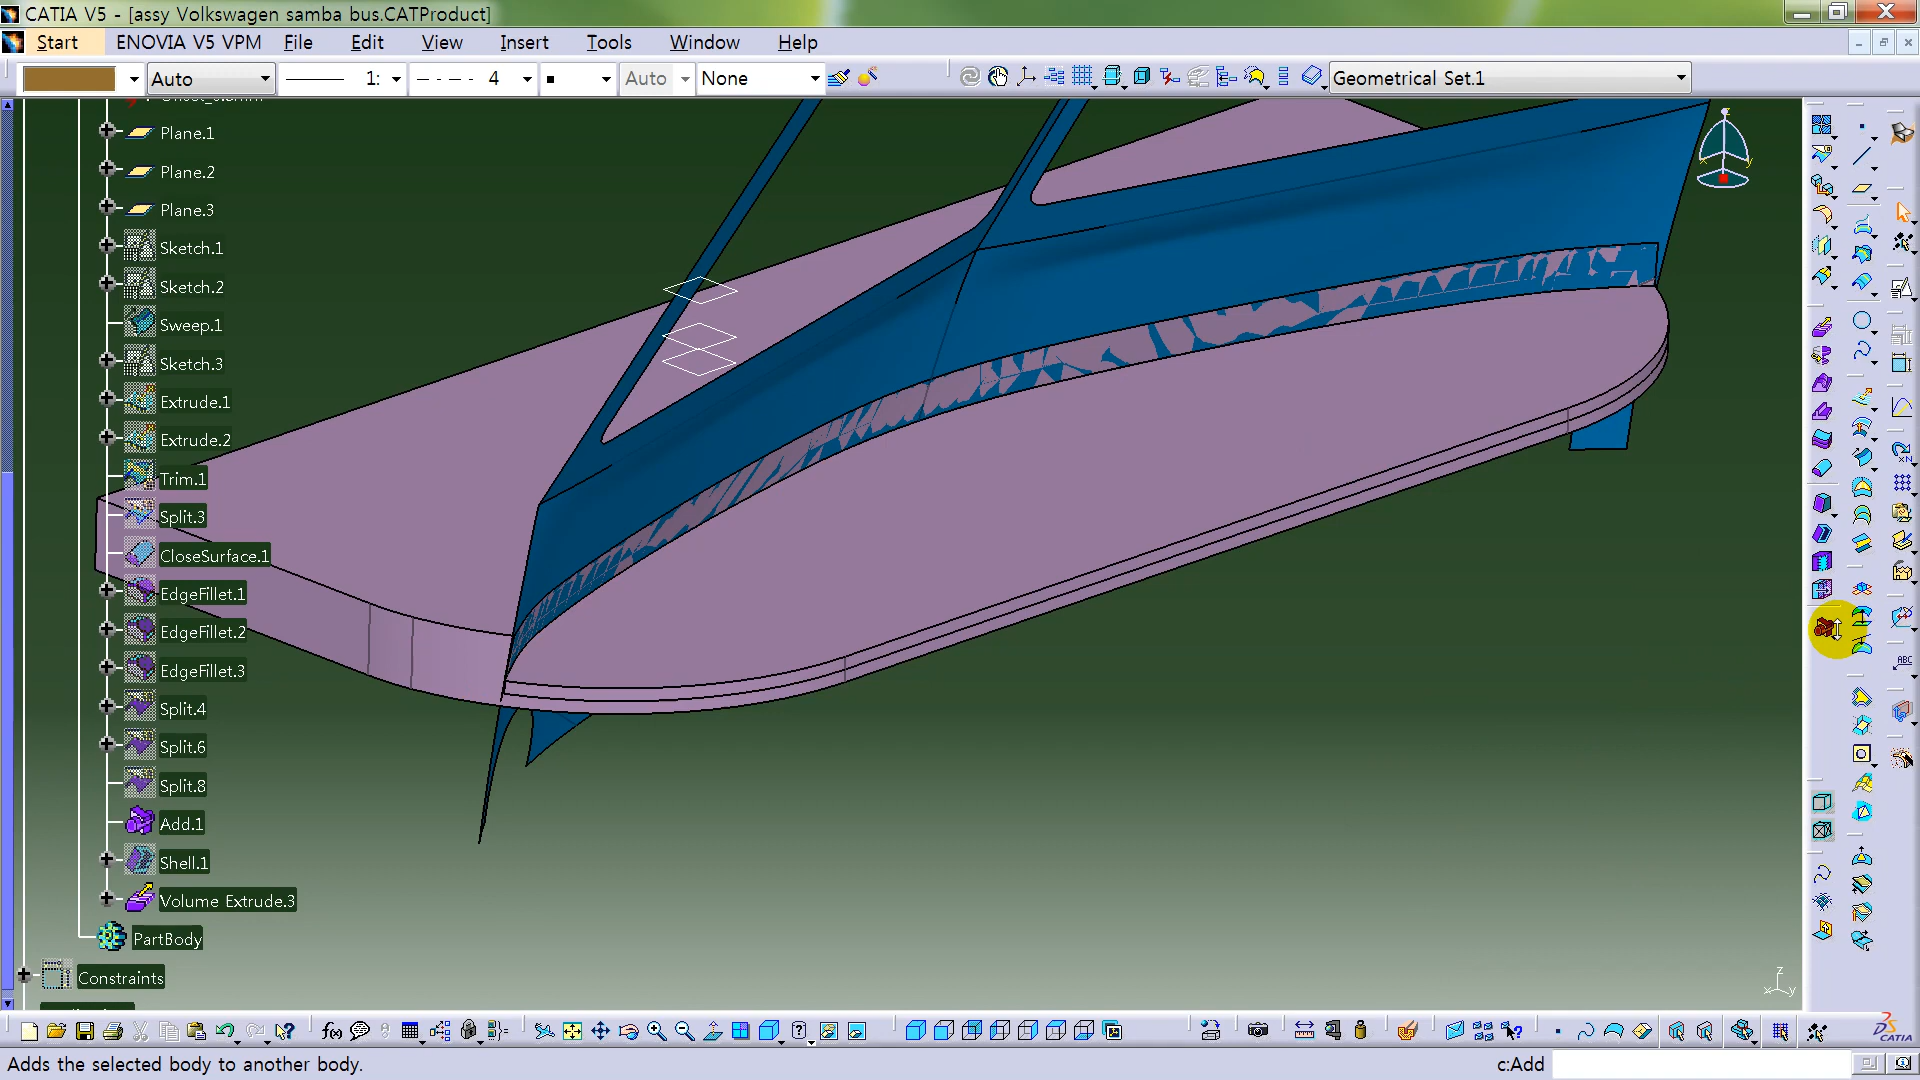 CATIA V5 - [assy Volkswagen samba bus.CATProduct]
Start ENOVIA V5 VPM File Edit View Insert Tools Window Help
Auto 1: 4 Auto None Geometrical Set.1
Plane.1
Plane.2
Plane.3
Sketch.1
Sketch.2
Sweep.1
Sketch.3
Extrude.1
Extrude.2
Trim.1
Split.3
CloseSurface.1
EdgeFillet.1
EdgeFillet.2
EdgeFillet.3
Split.4
Split.6
Split.8
Add.1
Shell.1
Volume Extrude.3
PartBody
Constraints
ABC
z
x y
f(x)
CATIA
Adds the selected body to another body. c:Add